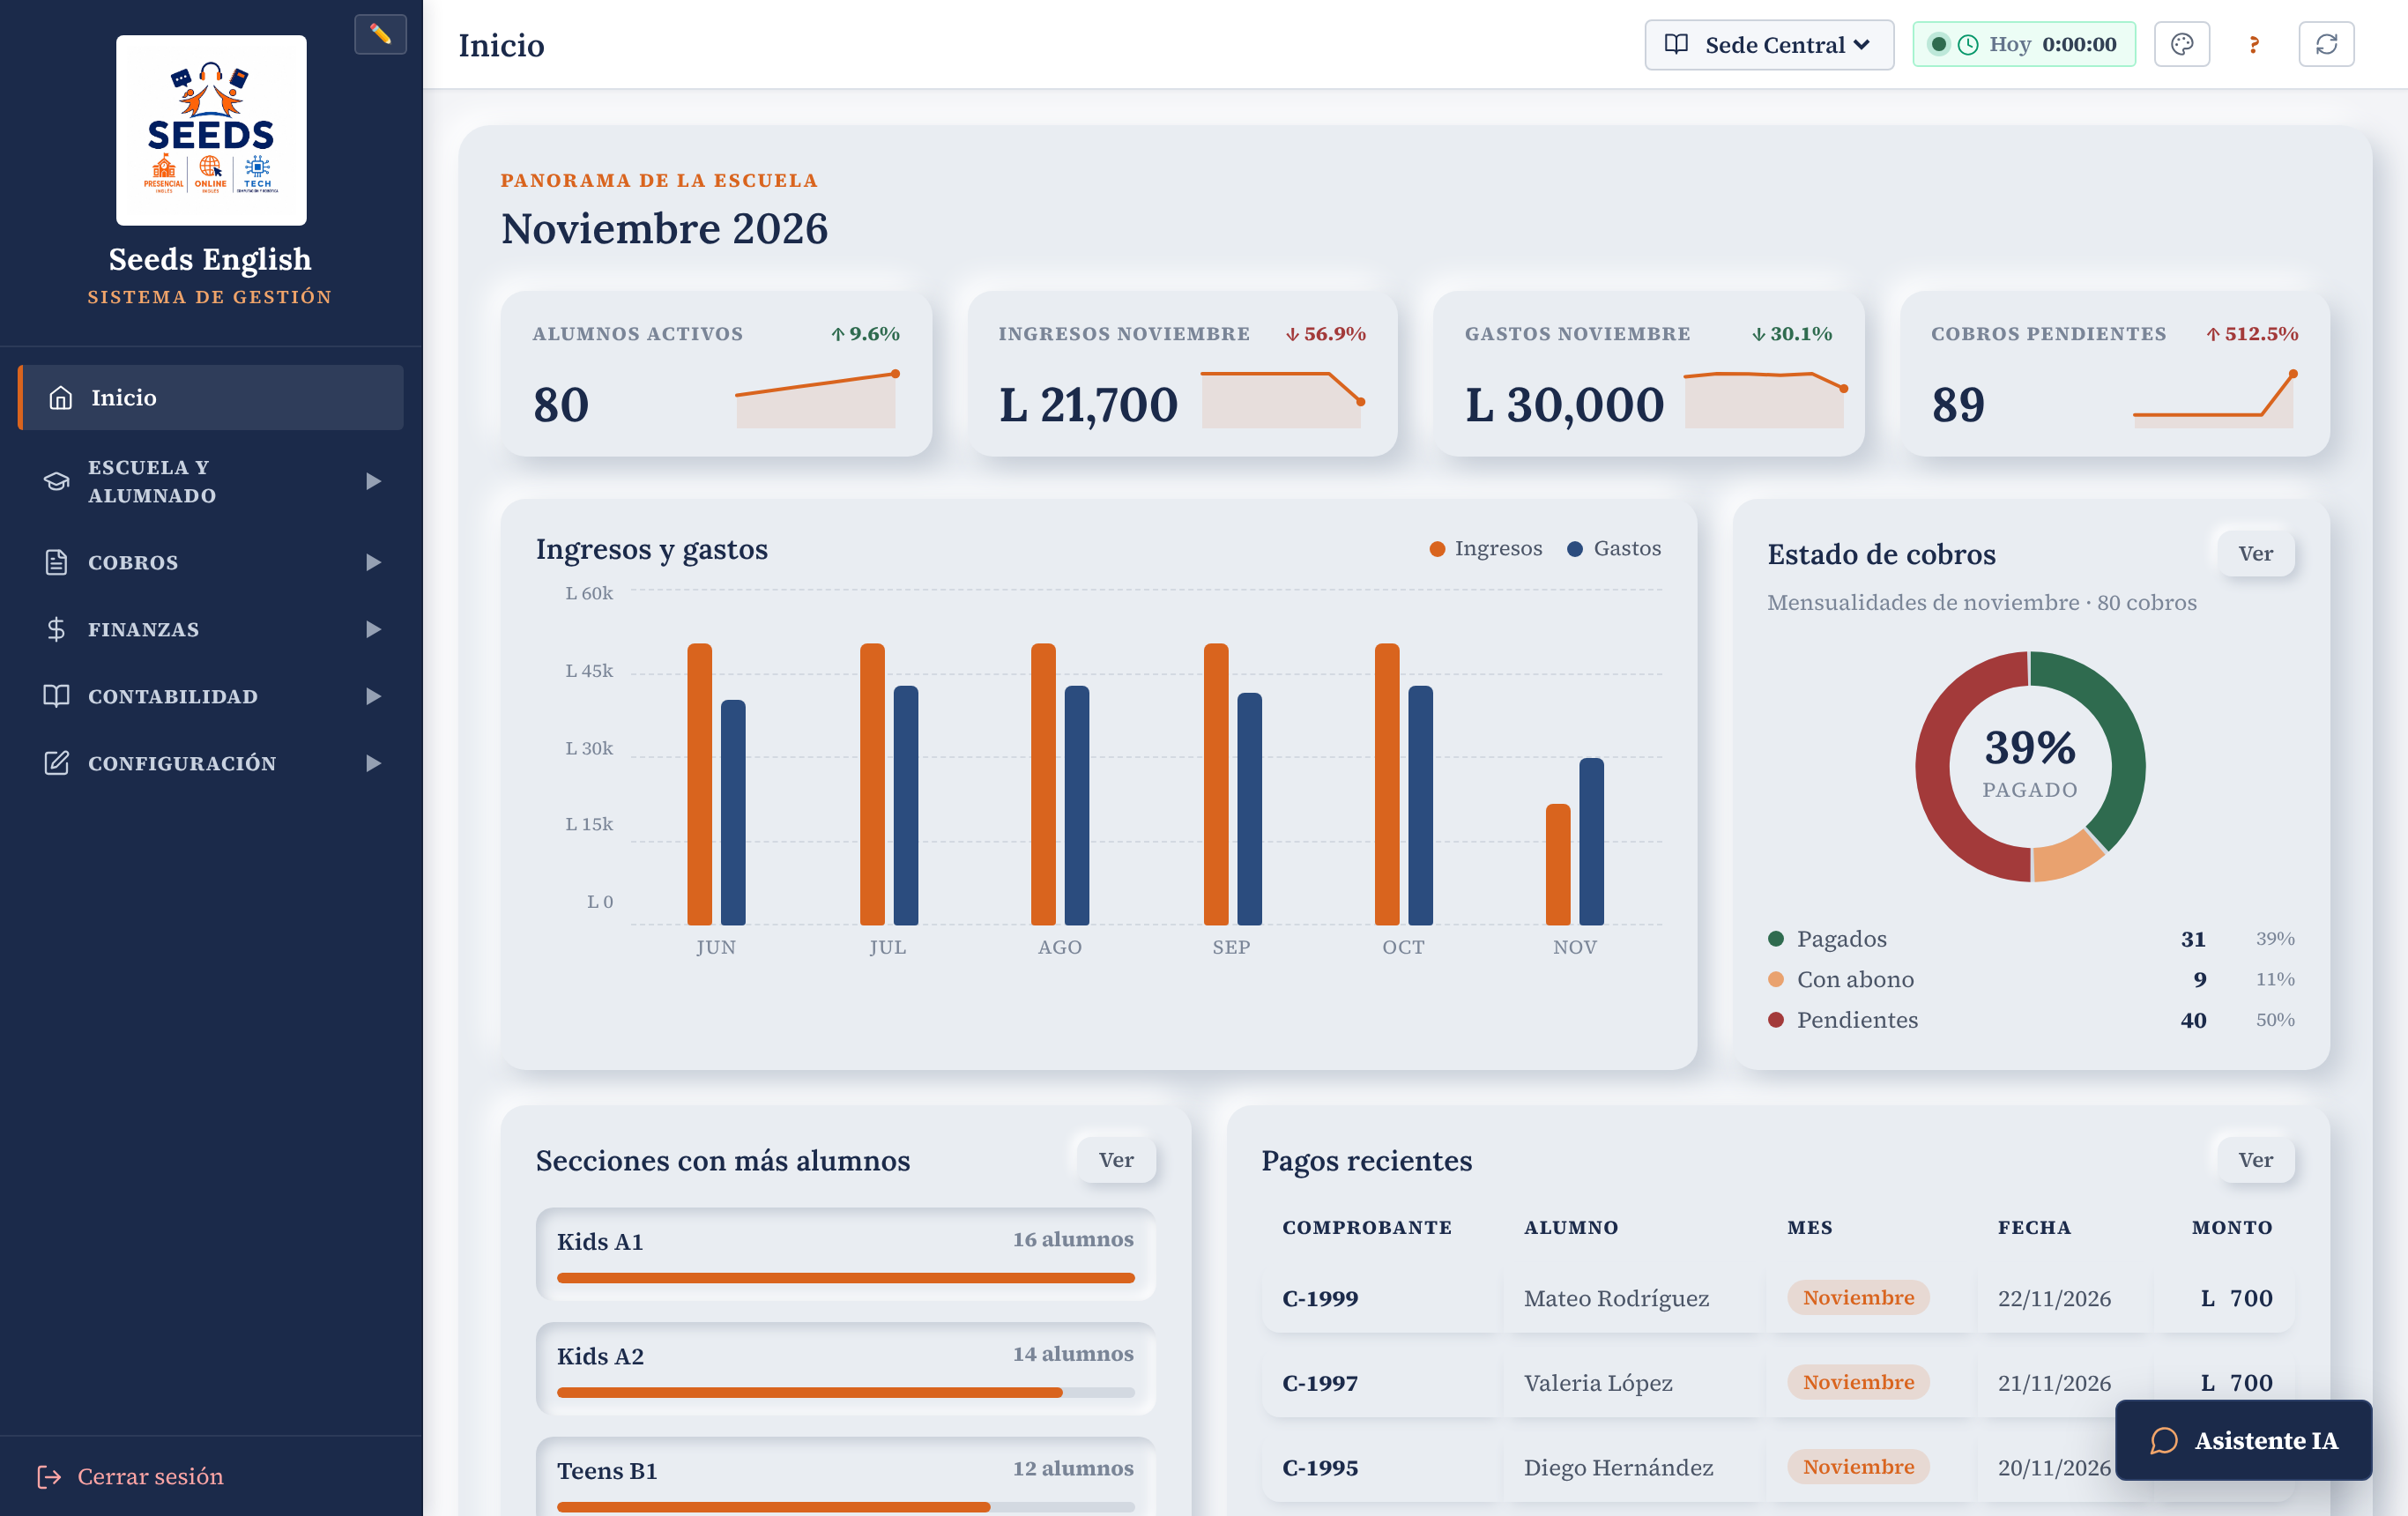 SEEDS
PRESENCIAL
INGLÉS
ONLINE
INGLÉS
TECH
Seeds English
SISTEMA DE GESTIÓN
Inicio
ESCUELA Y
ALUMNADO
COBROS
FINANZAS
CONTABILIDAD
CONFIGURACIÓN
Cerrar sesión
Inicio
Sede Central
Hoy 0:00:00
?
PANORAMA DE LA ESCUELA
Noviembre 2026
ALUMNOS ACTIVOS ↑ 9.6%
80
INGRESOS NOVIEMBRE ↓ 56.9%
L 21,700
GASTOS NOVIEMBRE ↓ 30.1%
L 30,000
COBROS PENDIENTES ↑ 512.5%
89
Ingresos y gastos
Ingresos Gastos
L 60k
L 45k
L 30k
L 15k
L 0
JUN JUL AGO SEP OCT NOV
Estado de cobros
Ver
Mensualidades de noviembre · 80 cobros
39%
PAGADO
Pagados 31 39%
Con abono 9 11%
Pendientes 40 50%
Secciones con más alumnos
Ver
Kids A1 16 alumnos
Kids A2 14 alumnos
Teens B1 12 alumnos
Pagos recientes
Ver
COMPROBANTE ALUMNO MES FECHA MONTO
C-1999 Mateo Rodríguez Noviembre 22/11/2026 L 700
C-1997 Valeria López Noviembre 21/11/2026 L 700
C-1995 Diego Hernández Noviembre 20/11/2026
Asistente IA